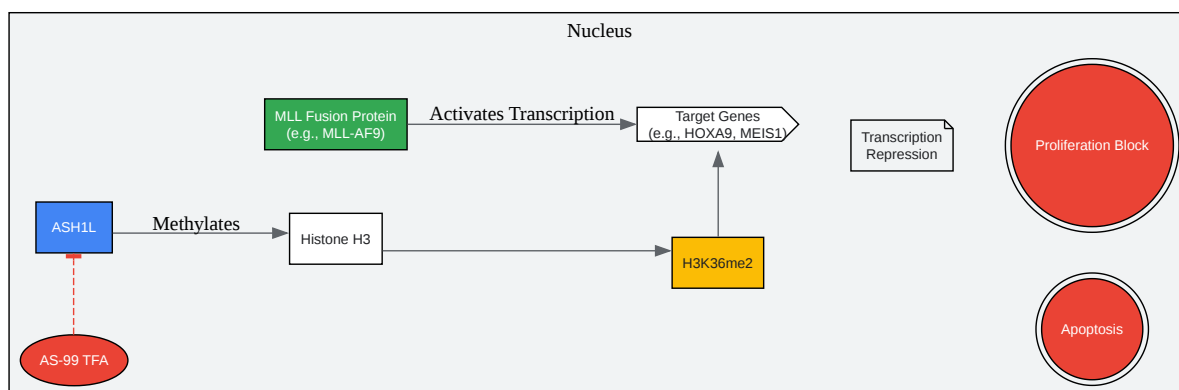 Nucleus
MLL Fusion Protein
(e.g., MLL-AF9)
Activates Transcription
Target Genes
(e.g., HOXA9, MEIS1)
Transcription
Repression
Proliferation Block
ASH1L
Methylates
Histone H3
H3K36me2
AS-99 TFA
Apoptosis